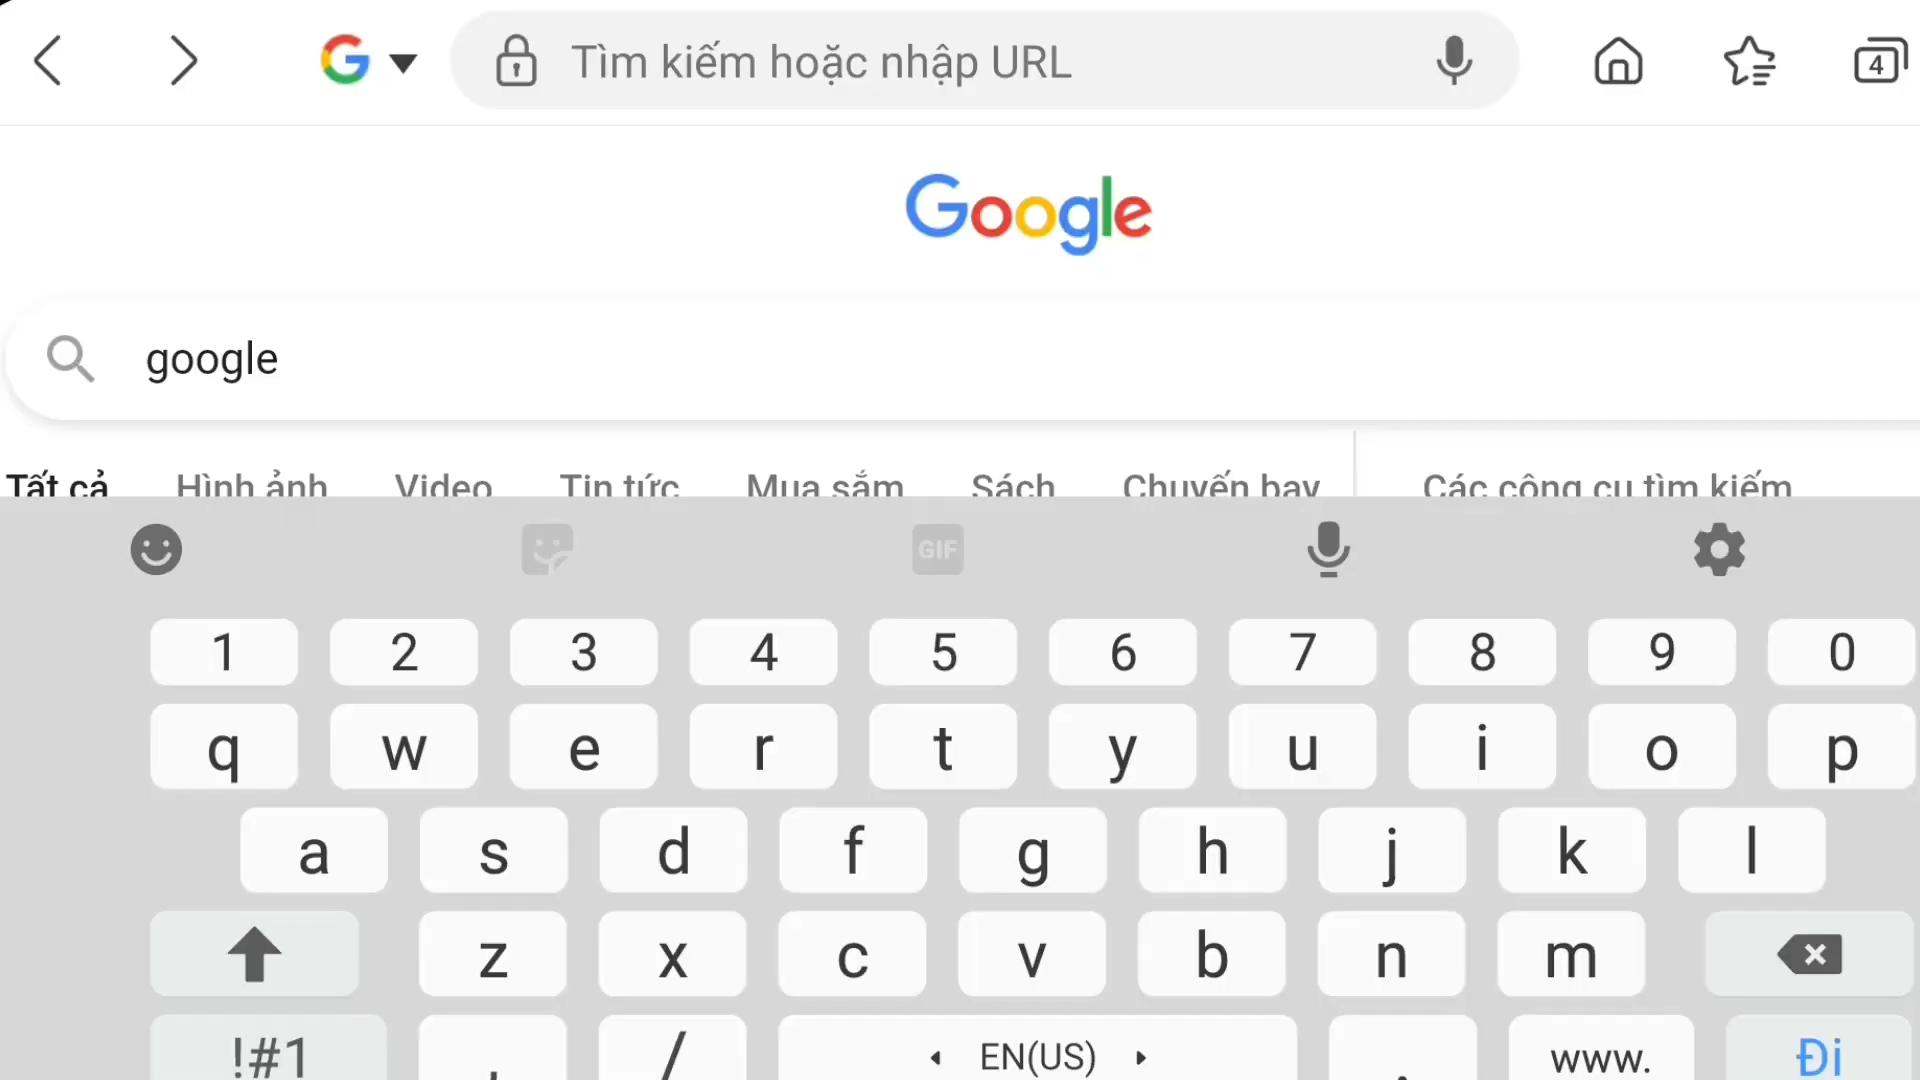 Tìm kiếm hoặc nhập URL
4
Google
google
Tất cả Hình ảnh Video Tin tức Mua sắm Sách Chuyến bay Các công cụ tìm kiếm
GIF
1 2 3 4 5 6 7 8 9 0
q w e r t y u i o p
a s d f g h j k l
z x c v b n m
!#1 , / EN(US) . www. Đi